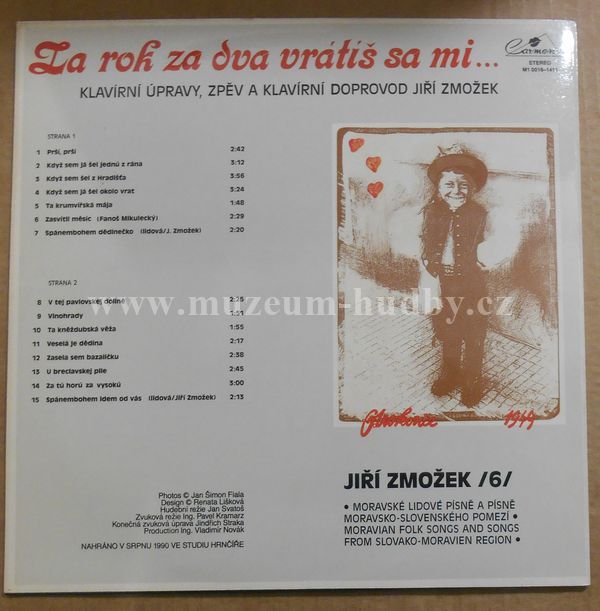 Za rok za dva vrátíš sa mi...
Carmen
STEREO
KLAVÍRNÍ ÚPRAVY, ZPĚV A KLAVÍRNÍ DOPROVOD JIŘÍ ZMOŽEK
STRANA 1
1 Prší, prší 2:42
2 Když sem já šel jednú z rána 3:12
3 Když sem šel z Hradišťa 3:56
4 Když sem já šel okolo vrat 3:24
5 Ta krumvířská mája 1:48
6 Zasvítil měsíc (Fanoš Mikulecký) 2:29
7 Spánembohem dědinečko (lidová/J. Zmožek) 2:20
STRANA 2
8 V tej pavlovskej dolině 2:25
9 Vinohrady
10 Ta kněždubská věža 1:55
11 Veselá je dědina 2:17
12 Zasela sem bazaličku 2:38
13 U breclavskej pile 2:45
14 Za tú horú za vysokú 3:00
15 Spánembohem idem od vás (lidová/Jiří Zmožek) 2:13
www.muzeum-hudby.cz
1944
JIŘÍ ZMOŽEK /6/
• MORAVSKÉ LIDOVÉ PÍSNĚ A PÍSNĚ
MORAVSKO-SLOVENSKÉHO POMEZÍ •
MORAVIAN FOLK SONGS AND SONGS
FROM SLOVAKO-MORAVIEN REGION •
Photos © Jan Šimon Fiala
Design © Renata Lišková
Hudební režie Jan Svatoš
Zvuková režie Ing. Pavel Kramarz
Konečná zvuková úprava Jindřich Straka
Production Ing. Vladimír Novák
NAHRÁNO V SRPNU 1990 VE STUDIU HRNČÍŘE